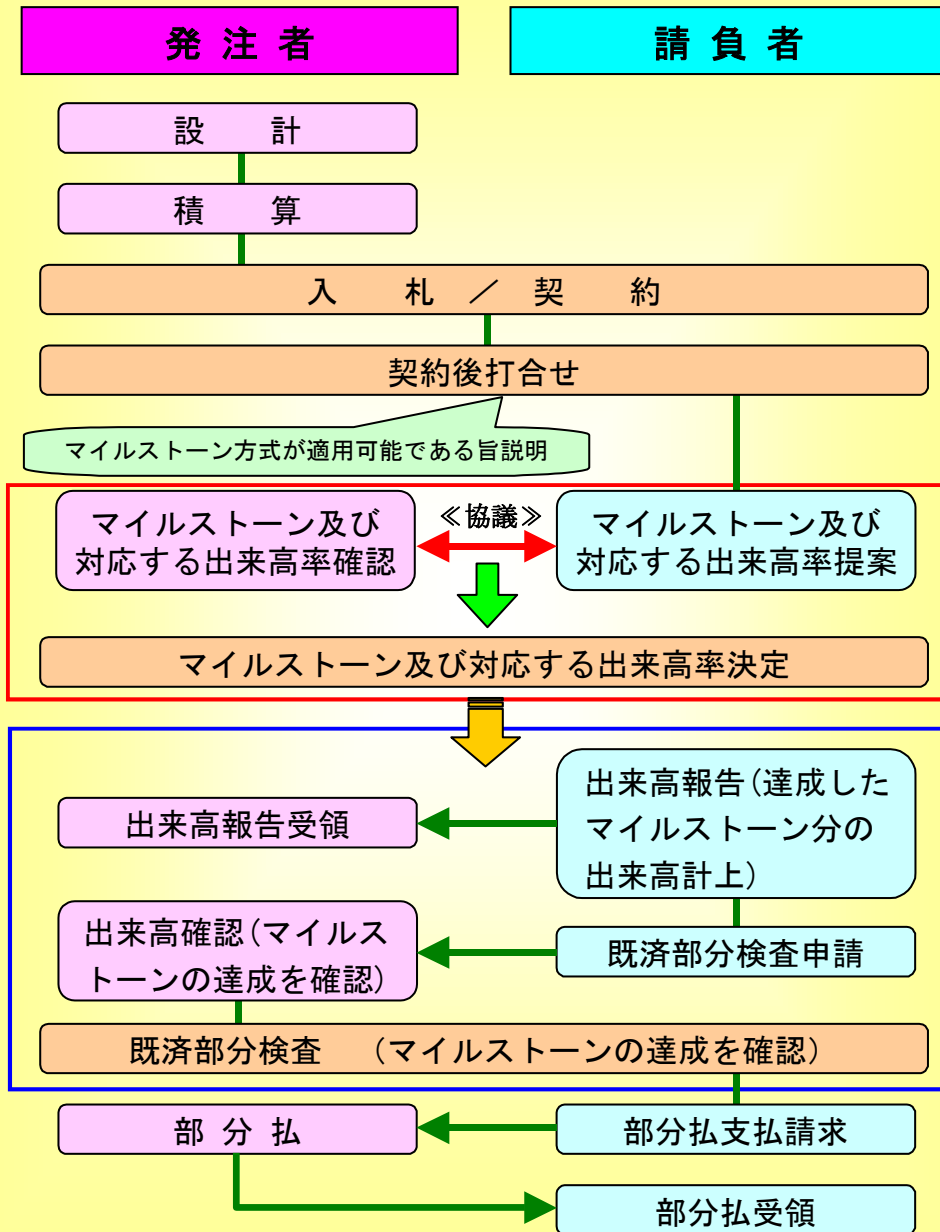 発注者
請負者
設　計
積　算
入　札　／　契　約
契約後打合せ
マイルストーン方式が適用可能である旨説明
マイルストーン及び
対応する出来高率確認
≪協議≫
マイルストーン及び
対応する出来高率提案
マイルストーン及び対応する出来高率決定
出来高報告（達成した
マイルストーン分の
出来高計上）
出来高報告受領
出来高確認（マイルス
トーンの達成を確認）
既済部分検査申請
既済部分検査　（マイルストーンの達成を確認）
部分払
部分払支払請求
部分払受領